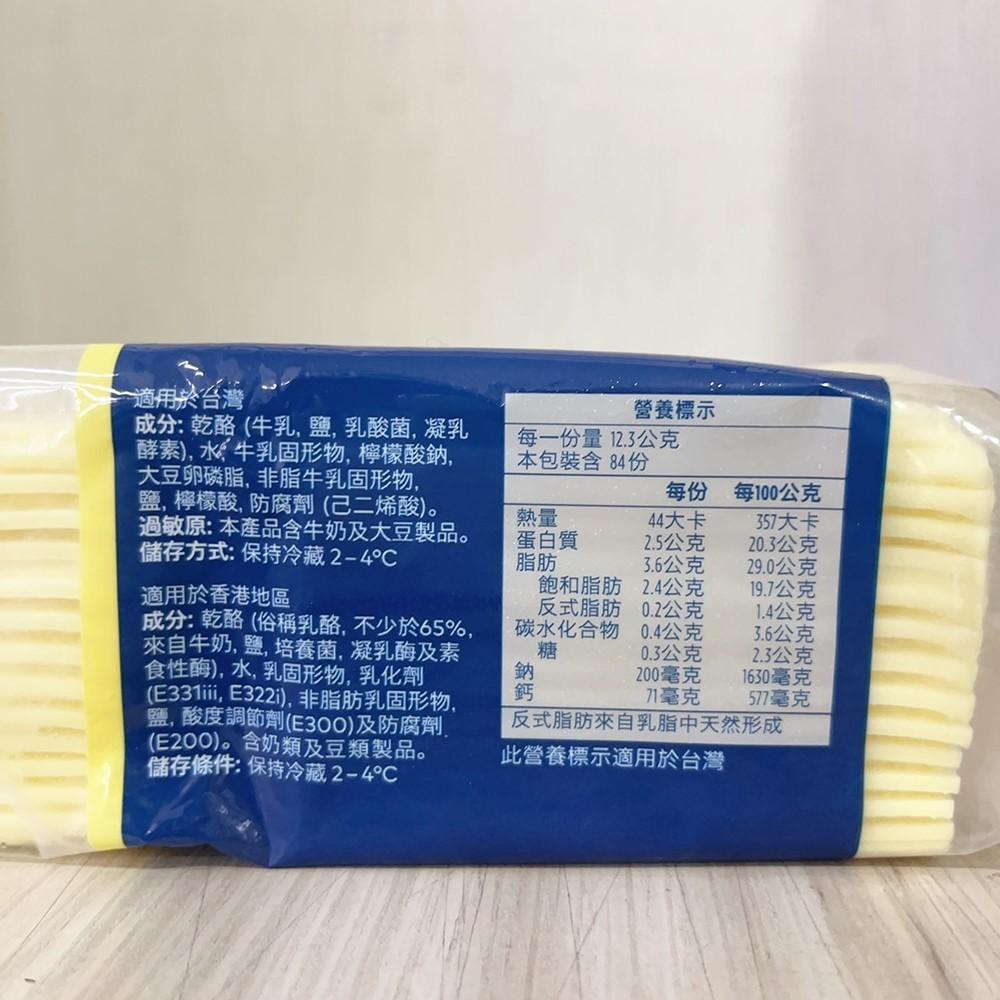 適用於台灣
成分: 乾酪 (牛乳, 鹽, 乳酸菌, 凝乳
酵素), 水, 牛乳固形物, 檸檬酸鈉,
大豆卵磷脂, 非脂牛乳固形物,
鹽, 檸檬酸, 防腐劑 (己二烯酸)。
過敏原: 本產品含牛奶及大豆製品。
儲存方式: 保持冷藏 2–4°C
適用於香港地區
成分: 乾酪 (俗稱乳酪, 不少於65%,
來自牛奶, 鹽, 培養菌, 凝乳酶及素
食性酶), 水, 乳固形物, 乳化劑
(E331iii, E322i), 非脂肪乳固形物,
鹽, 酸度調節劑(E300)及防腐劑
(E200)。含奶類及豆類製品。
儲存條件: 保持冷藏 2–4°C
營養標示
每一份量 12.3公克
本包裝含 84份
每份 每100公克
熱量 44大卡 357大卡
蛋白質 2.5公克 20.3公克
脂肪 3.6公克 29.0公克
飽和脂肪 2.4公克 19.7公克
反式脂肪 0.2公克 1.4公克
碳水化合物 0.4公克 3.6公克
糖 0.3公克 2.3公克
鈉 200毫克 1630毫克
鈣 71毫克 577毫克
反式脂肪來自乳脂中天然形成
此營養標示適用於台灣